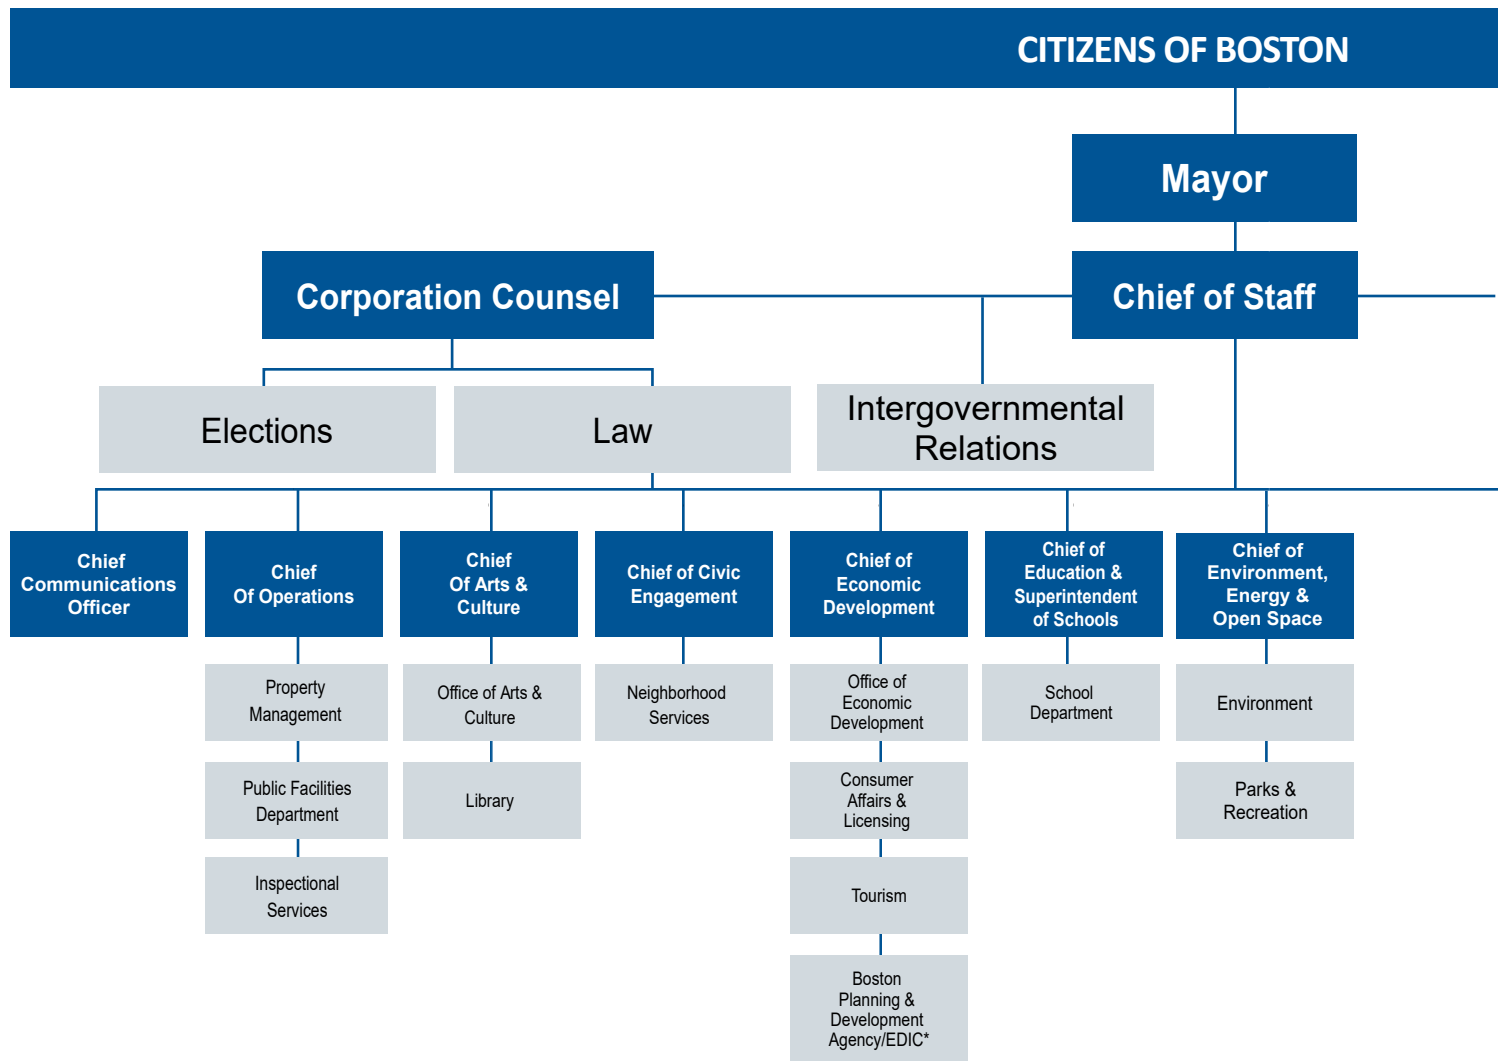 CITIZENS OF BOSTON
Mayor
Corporation Counsel
Chief of Staff
Elections
Law
Intergovernmental
Relations
Chief
Communications
Officer
Chief
Of Operations
Chief
Of Arts &
Culture
Chief of Civic
Engagement
Chief of
Economic
Development
Chief of
Education &
Superintendent
of Schools
Chief of
Environment,
Energy &
Open Space
Property
Management
Office of Arts &
Culture
Neighborhood
Services
Office of
Economic
Development
School
Department
Environment
Public Facilities
Department
Library
Consumer
Affairs &
Licensing
Parks &
Recreation
Inspectional
Services
Tourism
Boston
Planning &
Development
Agency/EDIC*